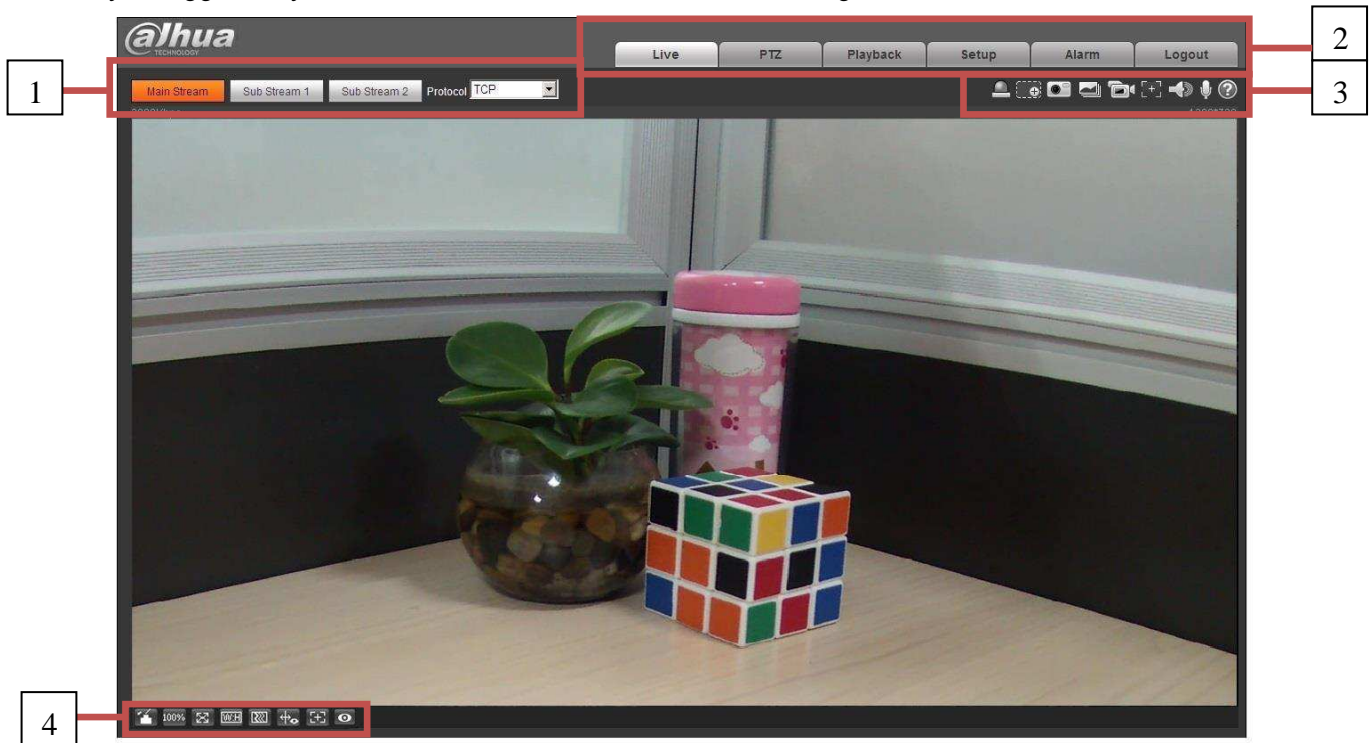 alhua
TECHNOLOGY
2
Live PTZ Playback Setup Alarm Logout
1
Main Stream Sub Stream 1 Sub Stream 2 Protocol TCP
3
4
100% W:H